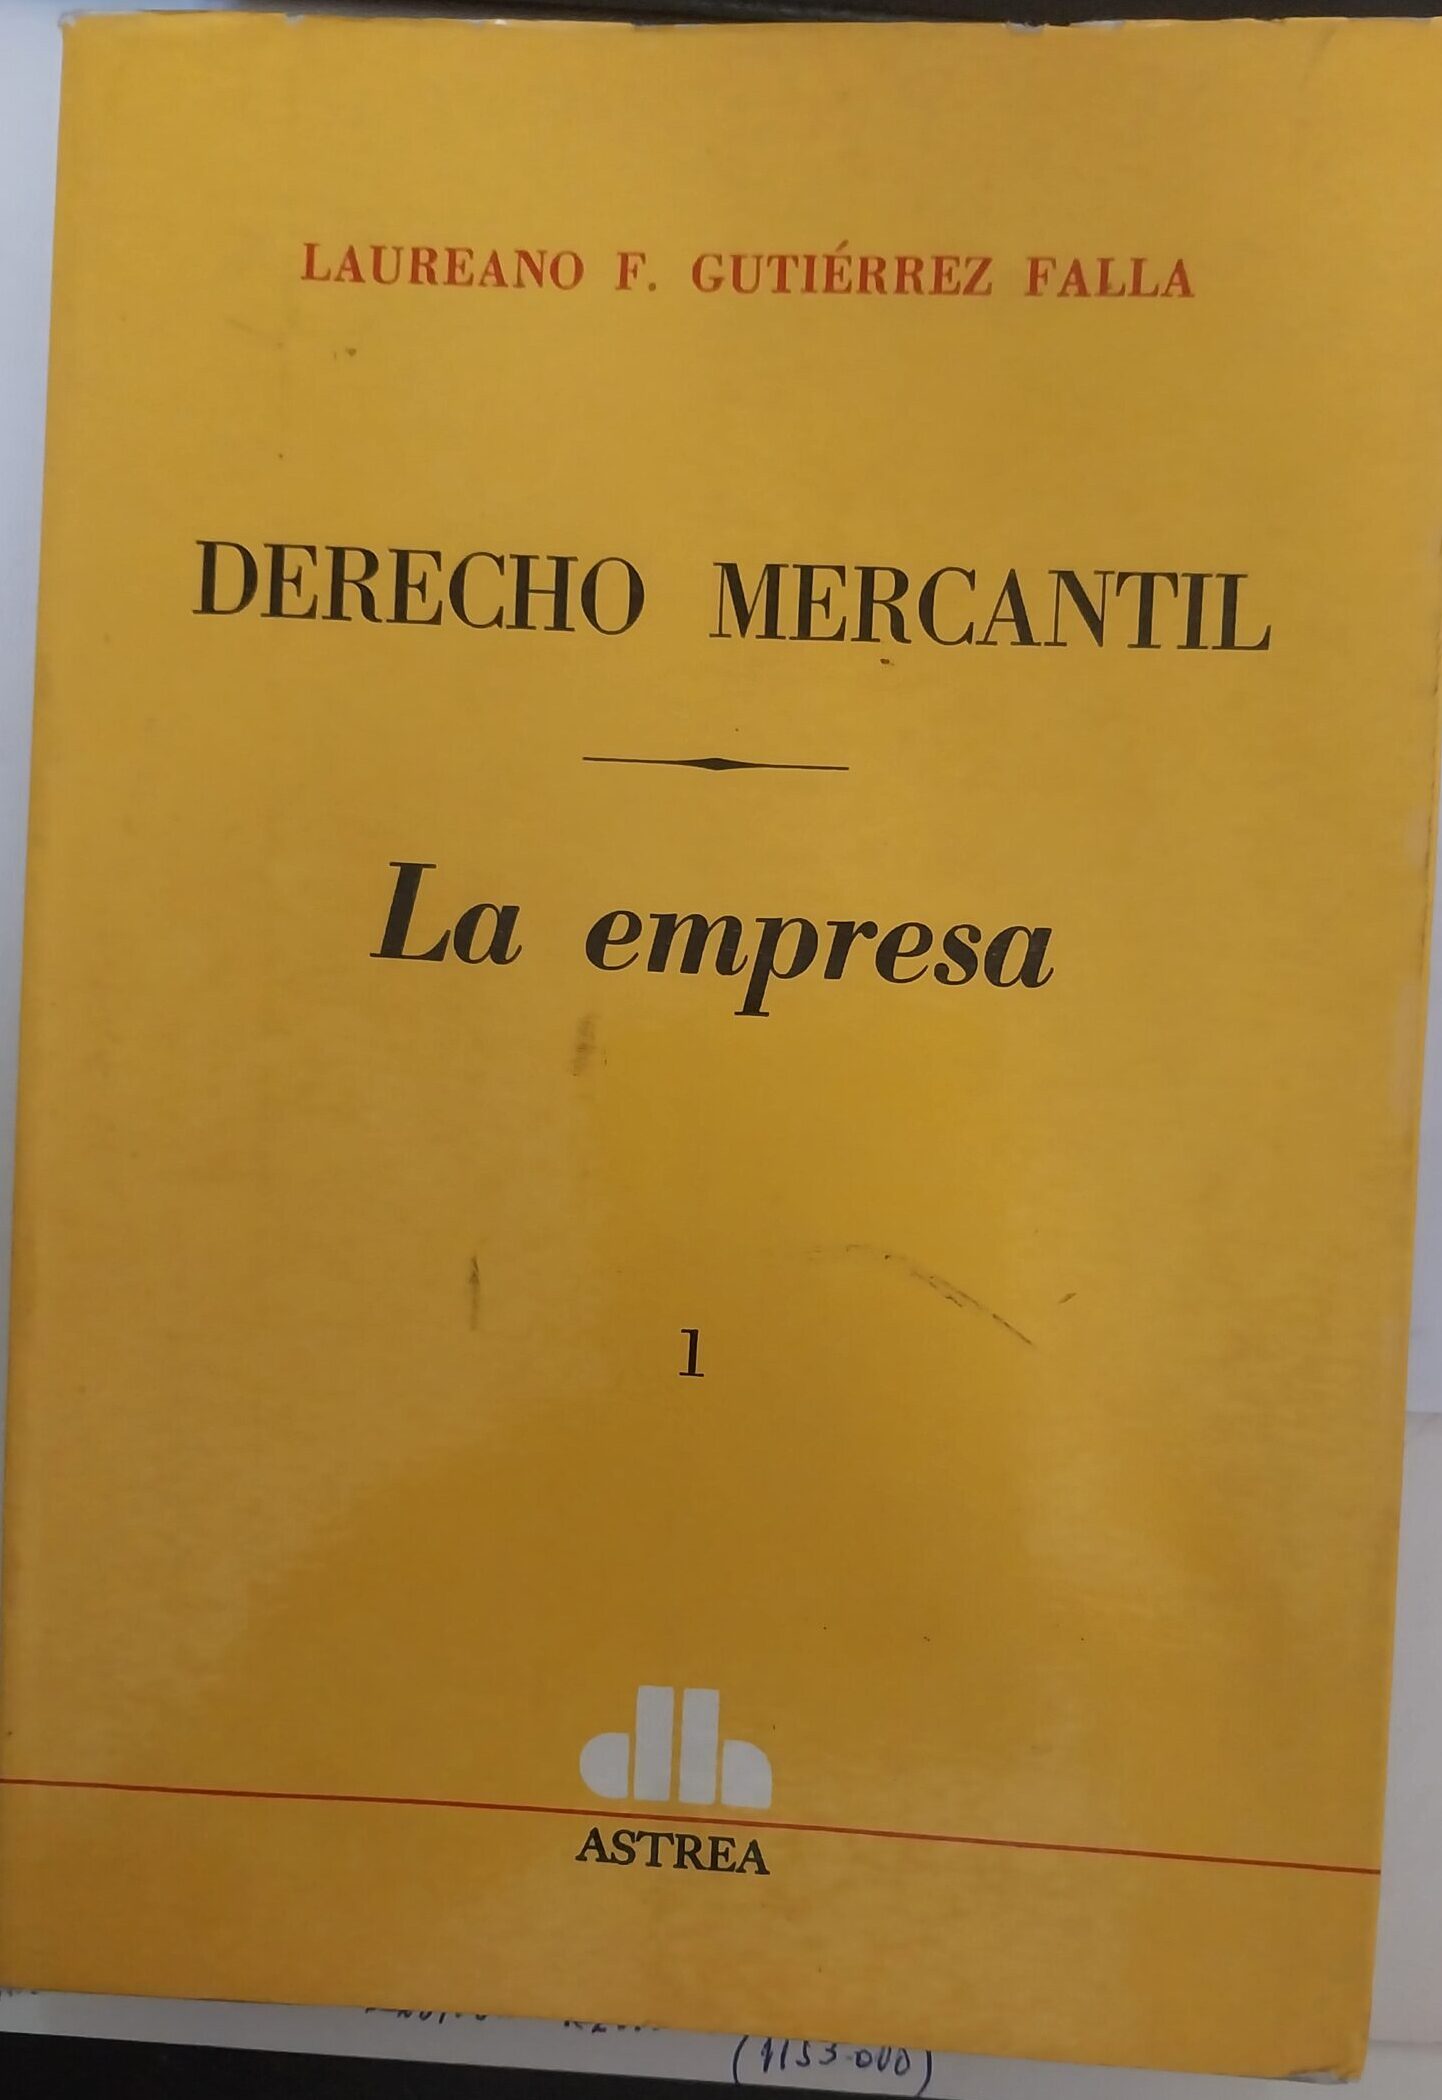 LAUREANO F. GUTIÉRREZ FALLA
DERECHO MERCANTIL
La empresa
1
ASTREA